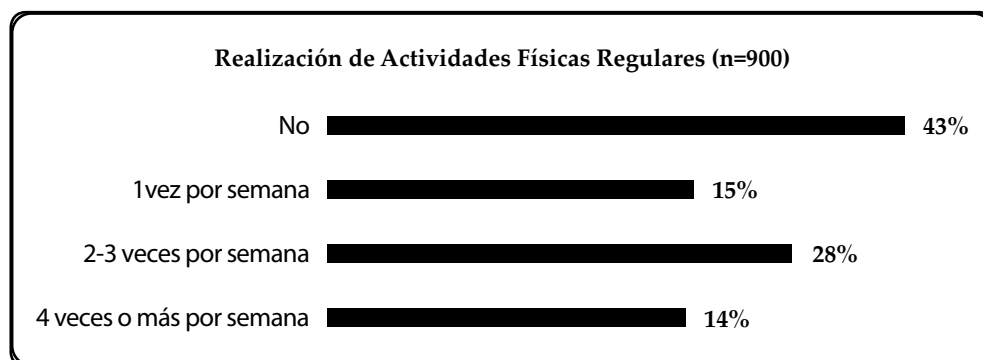 Realización de Actividades Físicas Regulares (n=900)
No 43%
1vez por semana 15%
2-3 veces por semana 28%
4 veces o más por semana 14%